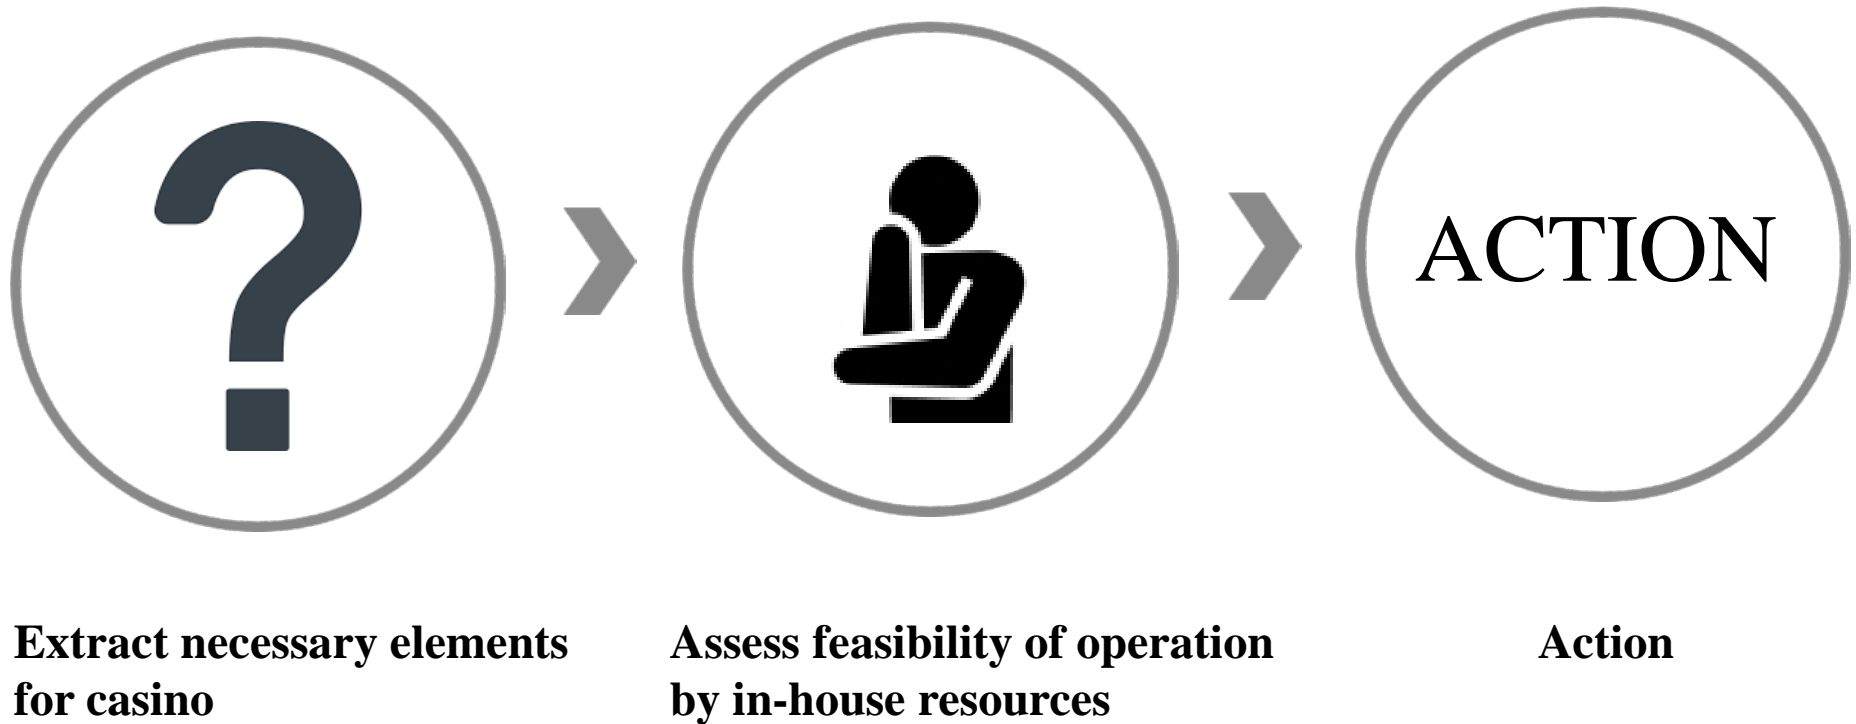 ACTION
Extract necessary elements
for casino
Assess feasibility of operation
by in-house resources
Action